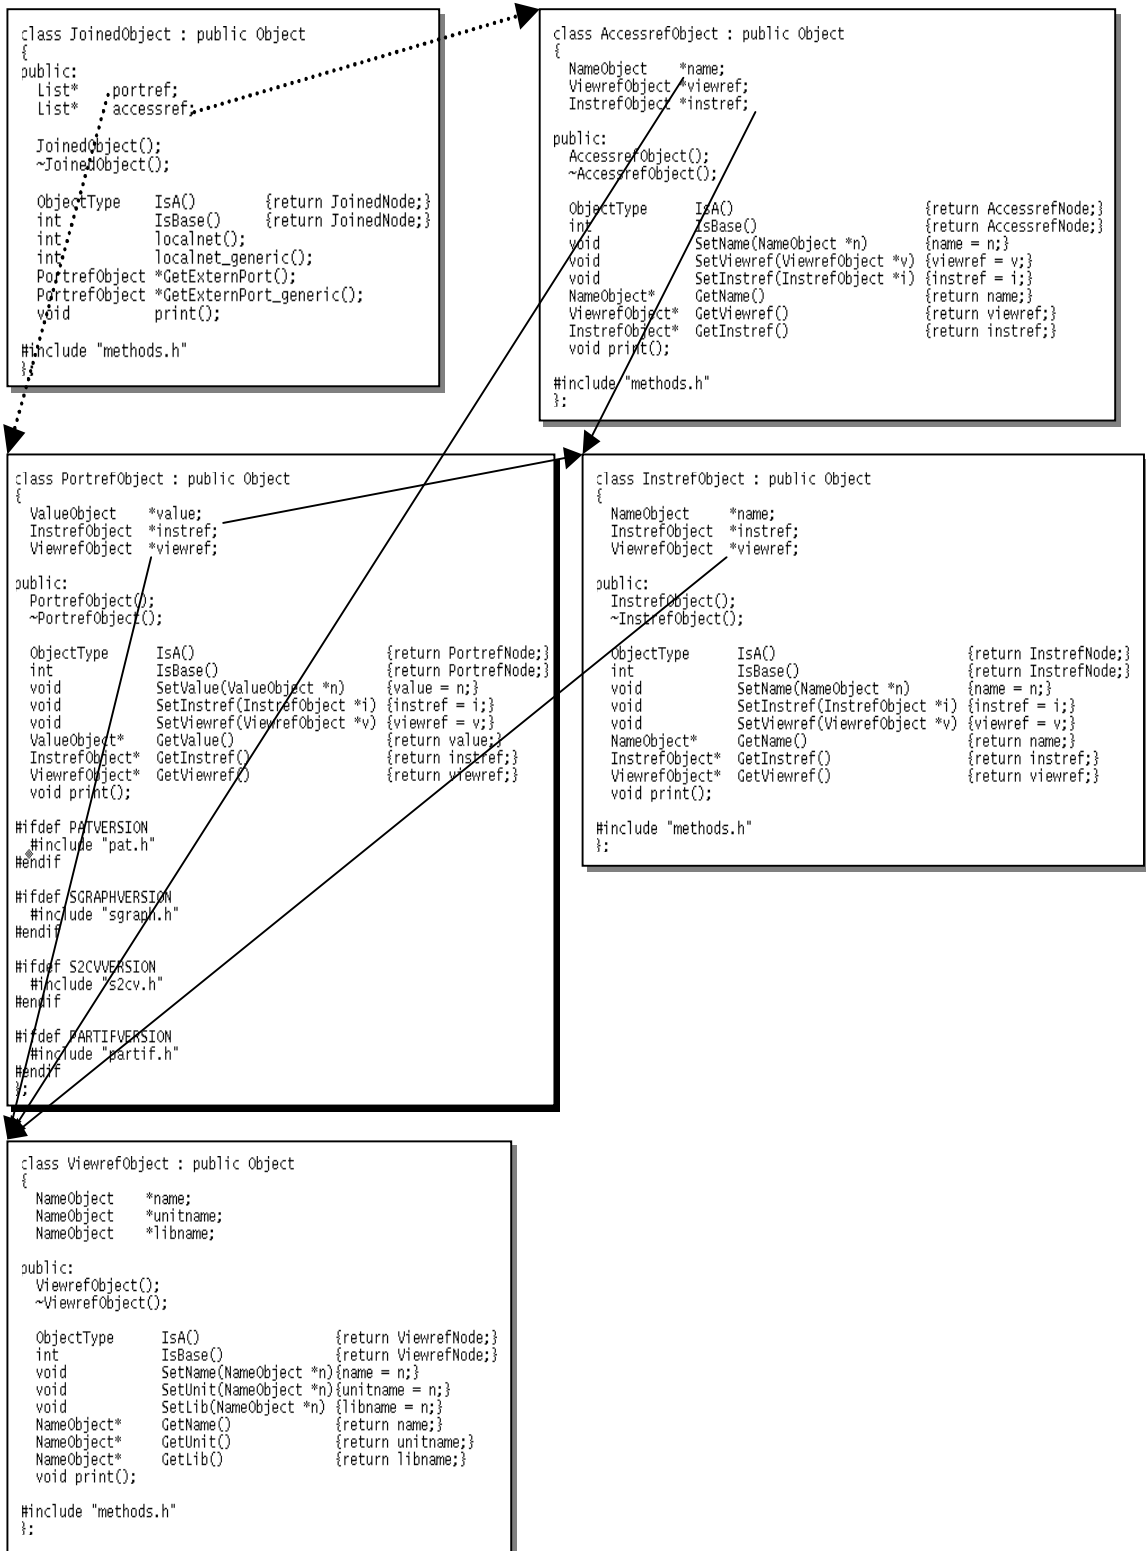 class JoinedObject : public Object
{
public:
List* portref;
List* accessref;
JoinedObject();
~JoinedObject();
ObjectType IsA() {return JoinedNode;}
int IsBase() {return JoinedNode;}
int localnet();
int localnet_generic();
PortrefObject *GetExternPort();
PortrefObject *GetExternPort_generic();
void print();
#include "methods.h"
};
class AccessrefObject : public Object
{
NameObject *name;
ViewrefObject *viewref;
InstrefObject *instref;
public:
AccessrefObject();
~AccessrefObject();
ObjectType IsA() {return AccessrefNode;}
int IsBase() {return AccessrefNode;}
void SetName(NameObject *n) {name = n;}
void SetViewref(ViewrefObject *v) {viewref = v;}
void SetInstref(InstrefObject *i) {instref = i;}
NameObject* GetName() {return name;}
ViewrefObject* GetViewref() {return viewref;}
InstrefObject* GetInstref() {return instref;}
void print();
#include "methods.h"
};
class PortrefObject : public Object
{
ValueObject *value;
InstrefObject *instref;
ViewrefObject *viewref;
public:
PortrefObject();
~PortrefObject();
ObjectType IsA() {return PortrefNode;}
int IsBase() {return PortrefNode;}
void SetValue(ValueObject *n) {value = n;}
void SetInstref(InstrefObject *i) {instref = i;}
void SetViewref(ViewrefObject *v) {viewref = v;}
ValueObject* GetValue() {return value;}
InstrefObject* GetInstref() {return instref;}
ViewrefObject* GetViewref() {return viewref;}
void print();
#ifdef PATVERSION
#include "pat.h"
#endif
#ifdef SGRAPHVERSION
#include "sgraph.h"
#endif
#ifdef S2CVVERSION
#include "s2cv.h"
#endif
#ifdef PARTIFVERSION
#include "partif.h"
#endif
};
class InstrefObject : public Object
{
NameObject *name;
InstrefObject *instref;
ViewrefObject *viewref;
public:
InstrefObject();
~InstrefObject();
ObjectType IsA() {return InstrefNode;}
int IsBase() {return InstrefNode;}
void SetName(NameObject *n) {name = n;}
void SetInstref(InstrefObject *i) {instref = i;}
void SetViewref(ViewrefObject *v) {viewref = v;}
NameObject* GetName() {return name;}
InstrefObject* GetInstref() {return instref;}
ViewrefObject* GetViewref() {return viewref;}
void print();
#include "methods.h"
};
class ViewrefObject : public Object
{
NameObject *name;
NameObject *unitname;
NameObject *libname;
public:
ViewrefObject();
~ViewrefObject();
ObjectType IsA() {return ViewrefNode;}
int IsBase() {return ViewrefNode;}
void SetName(NameObject *n){name = n;}
void SetUnit(NameObject *n){unitname = n;}
void SetLib(NameObject *n) {libname = n;}
NameObject* GetName() {return name;}
NameObject* GetUnit() {return unitname;}
NameObject* GetLib() {return libname;}
void print();
#include "methods.h"
};